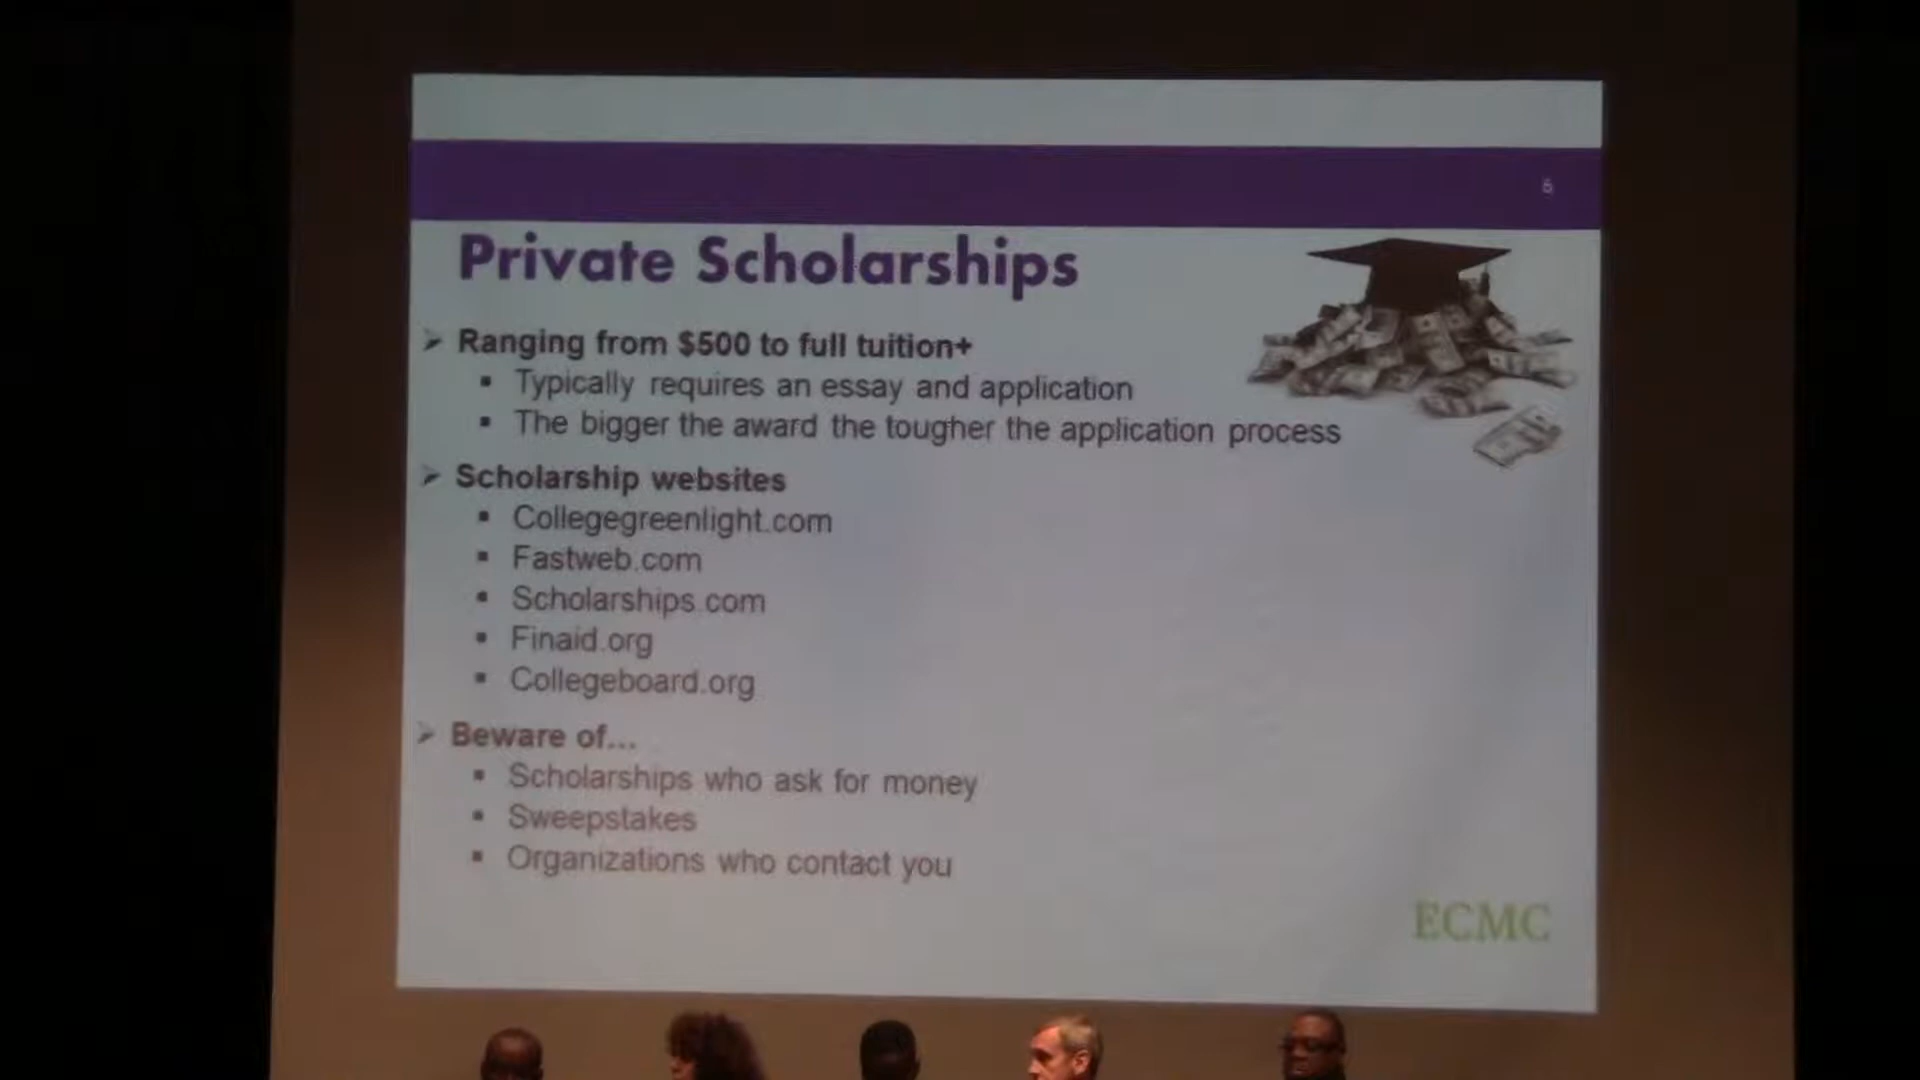 6
Private Scholarships
Ranging from $500 to full tuition+
Typically requires an essay and application
The bigger the award the tougher the application process
Scholarship websites
Collegegreenlight.com
Fastweb.com
Scholarships.com
Finaid.org
Collegeboard.org
Beware of...
Scholarships who ask for money
Sweepstakes
Organizations who contact you
ECMC